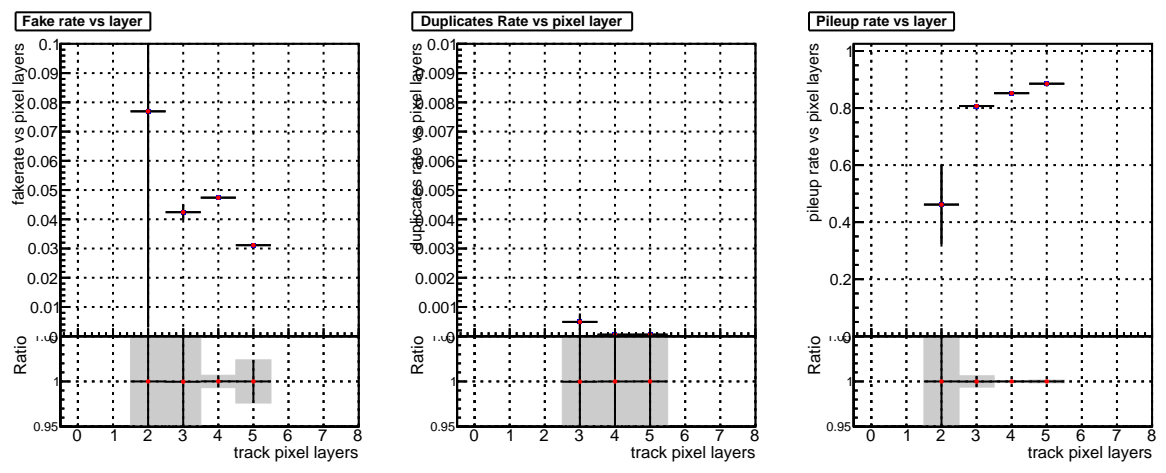 Fake rate vs layer
fakerate vs pixel layers
0.1
0.09
0.08
0.07
0.06
0.05
0.04
0.03
0.02
0.01
Ratio
1
0.95
0 1 2 3 4 5 6 7 8
track pixel layers
Duplicates Rate vs pixel layer
duplicates rate vs pixel layers
0.01
0.009
0.008
0.007
0.006
0.005
0.004
0.003
0.002
0.001
0
Ratio
1
0.95
0 1 2 3 4 5 6 7 8
track pixel layers
Pileup rate vs layer
pileup rate vs pixel layers
1
0.8
0.6
0.4
0.2
0
Ratio
1
0.95
0 1 2 3 4 5 6 7 8
track pixel layers